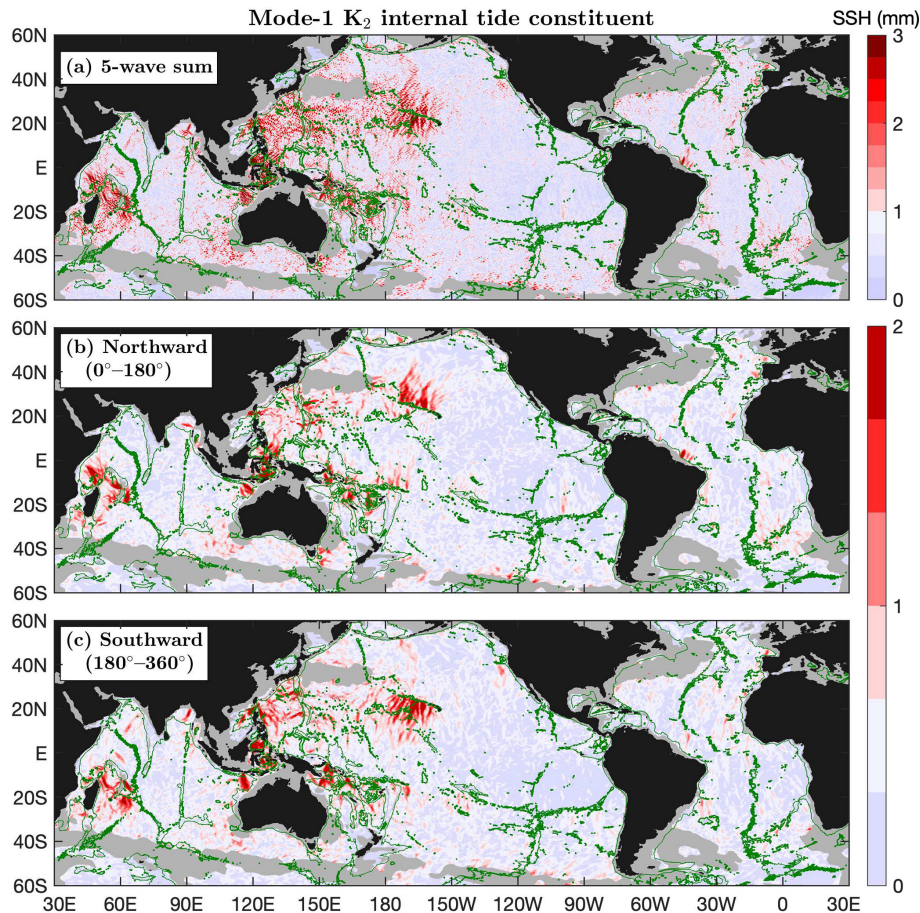 Mode-1 K₂ internal tide constituent
SSH (mm)
(a) 5-wave sum
60N
40N
20N
E
20S
40S
60S
3
2
1
0
(b) Northward
(0°–180°)
60N
40N
20N
E
20S
40S
60S
2
1
0
(c) Southward
(180°–360°)
60N
40N
20N
E
20S
40S
60S
30E 60E 90E 120E 150E 180W 150W 120W 90W 60W 30W 0 30E